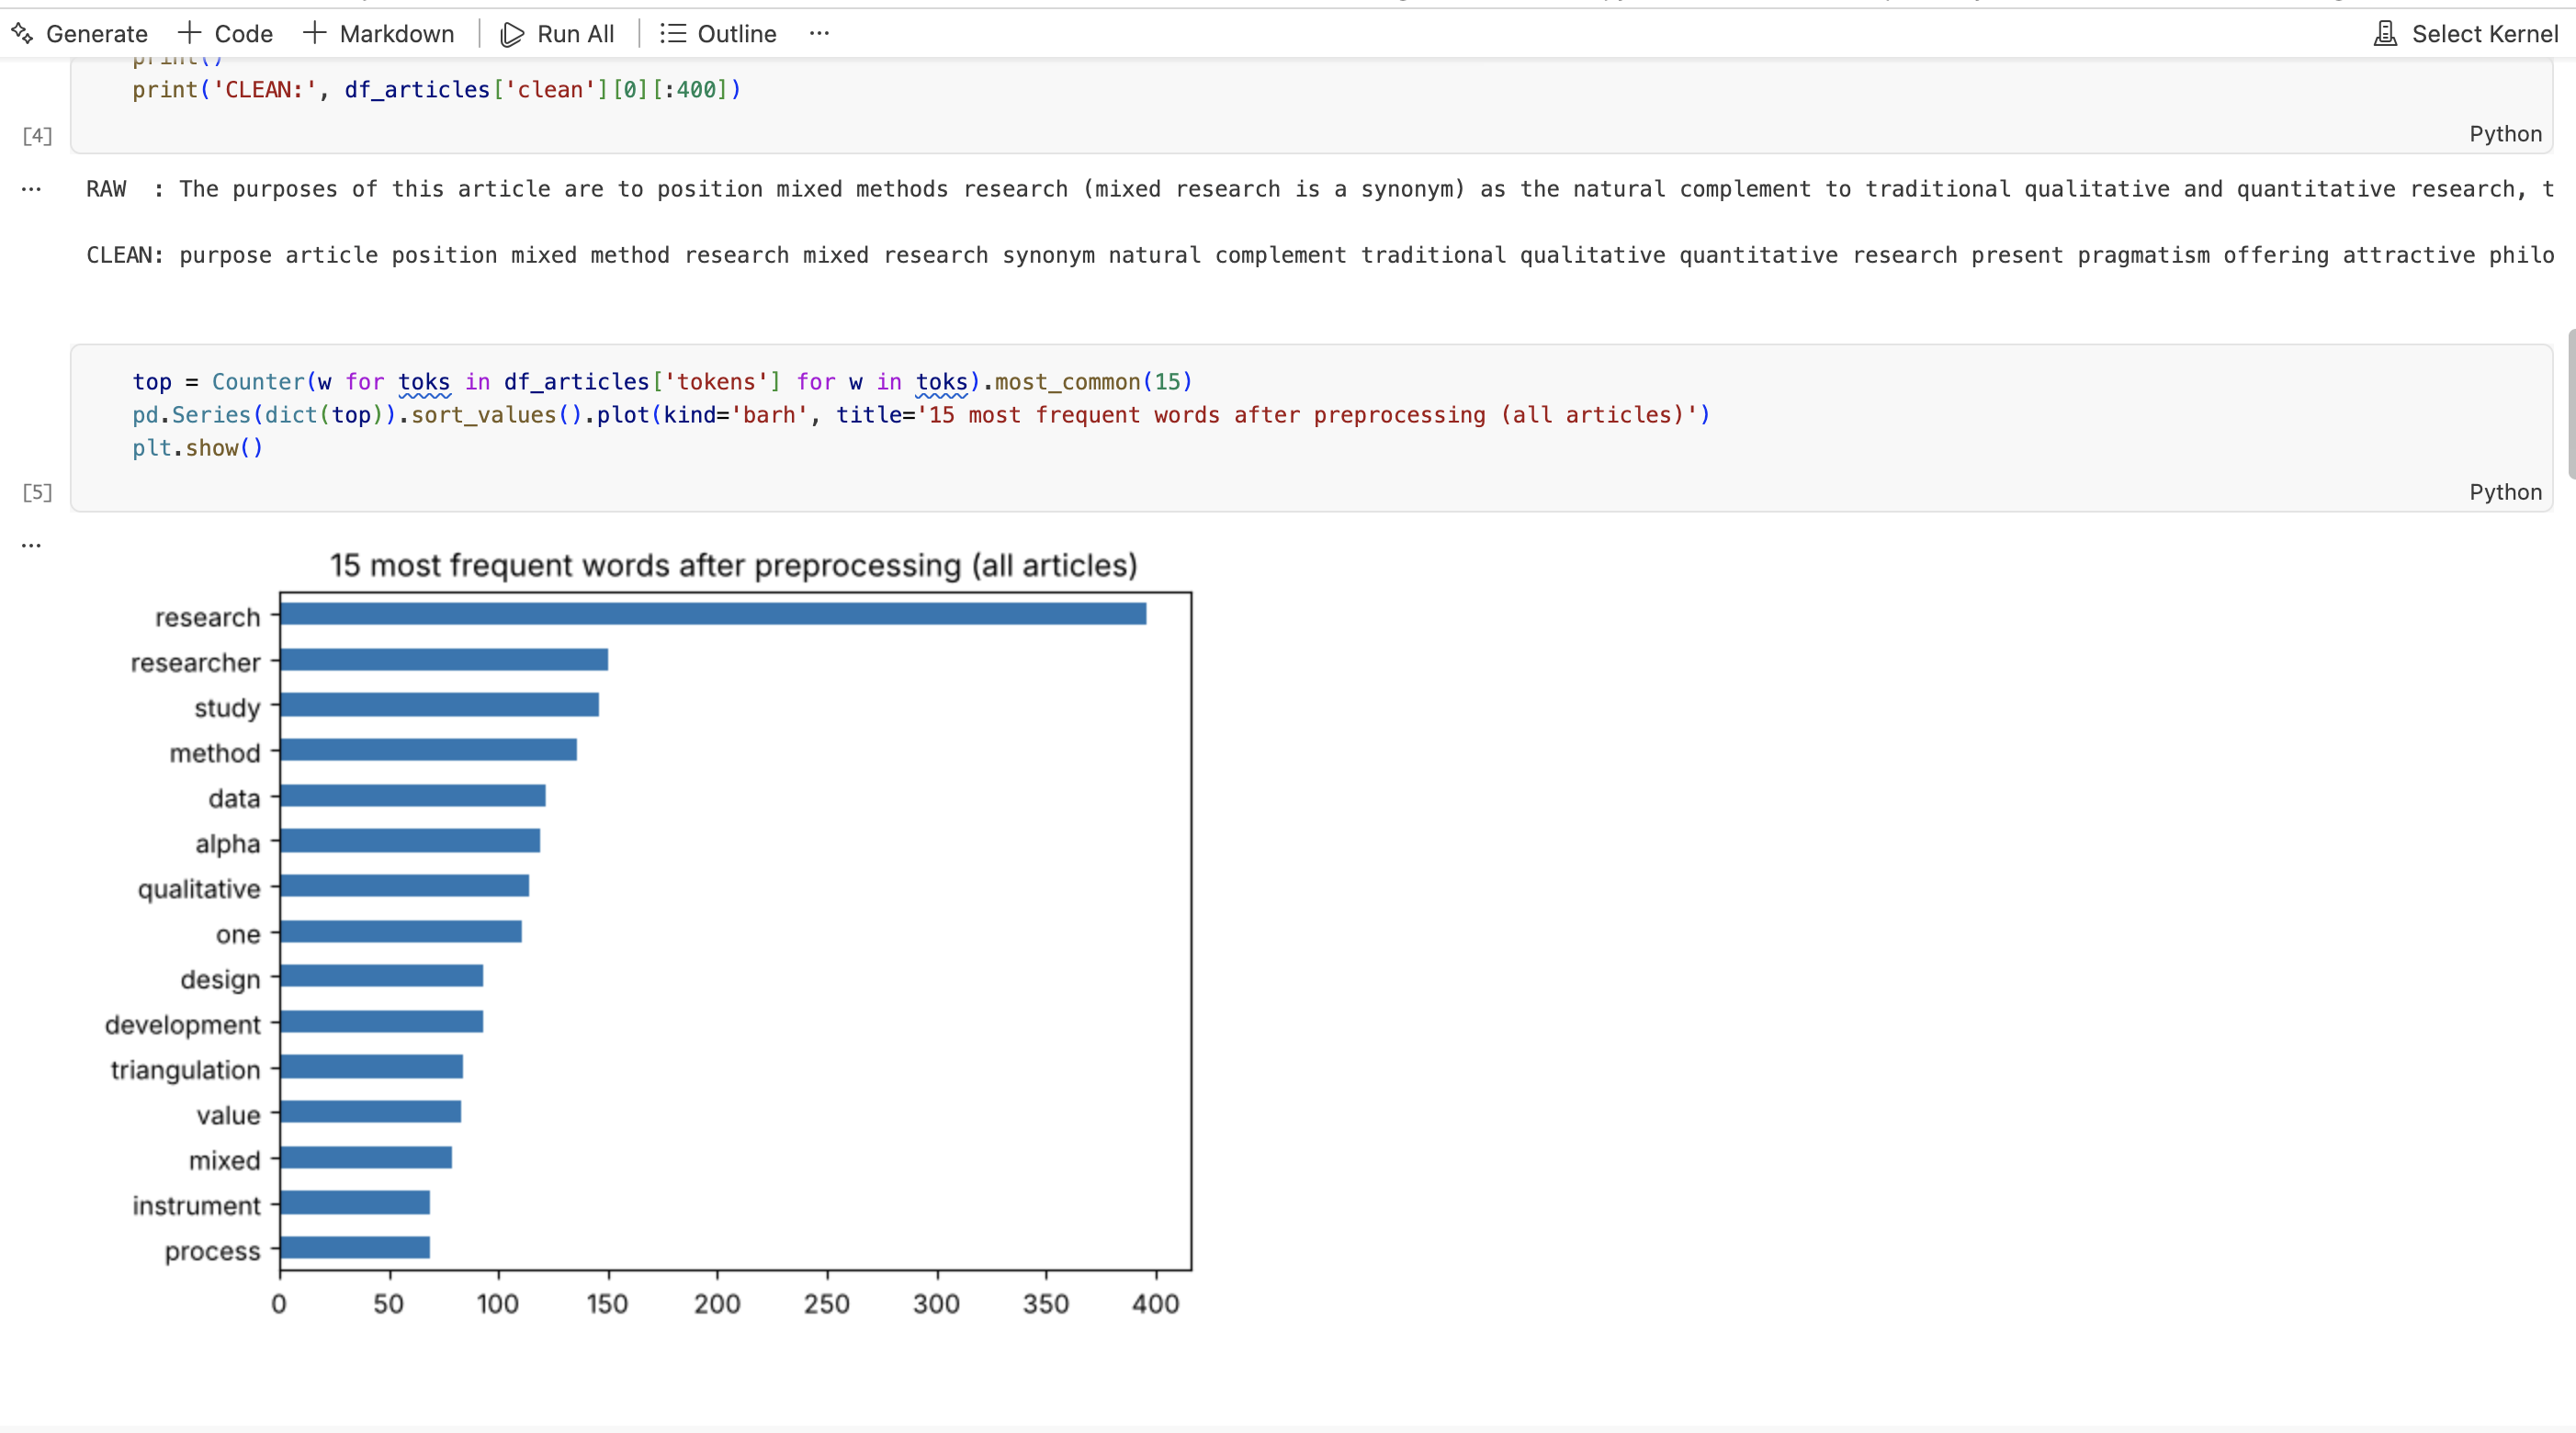 Generate Code Markdown Run All Outline ··· Select Kernel
print()
print('CLEAN:', df_articles['clean'][0][:400])
[4]
Python
...
RAW  : The purposes of this article are to position mixed methods research (mixed research is a synonym) as the natural complement to traditional qualitative and quantitative research, t
CLEAN: purpose article position mixed method research mixed research synonym natural complement traditional qualitative quantitative research present pragmatism offering attractive philo
top = Counter(w for toks in df_articles['tokens'] for w in toks).most_common(15)
pd.Series(dict(top)).sort_values().plot(kind='barh', title='15 most frequent words after preprocessing (all articles)')
plt.show()
[5]
Python
...
15 most frequent words after preprocessing (all articles)
research
researcher
study
method
data
alpha
qualitative
one
design
development
triangulation
value
mixed
instrument
process
0 50 100 150 200 250 300 350 400